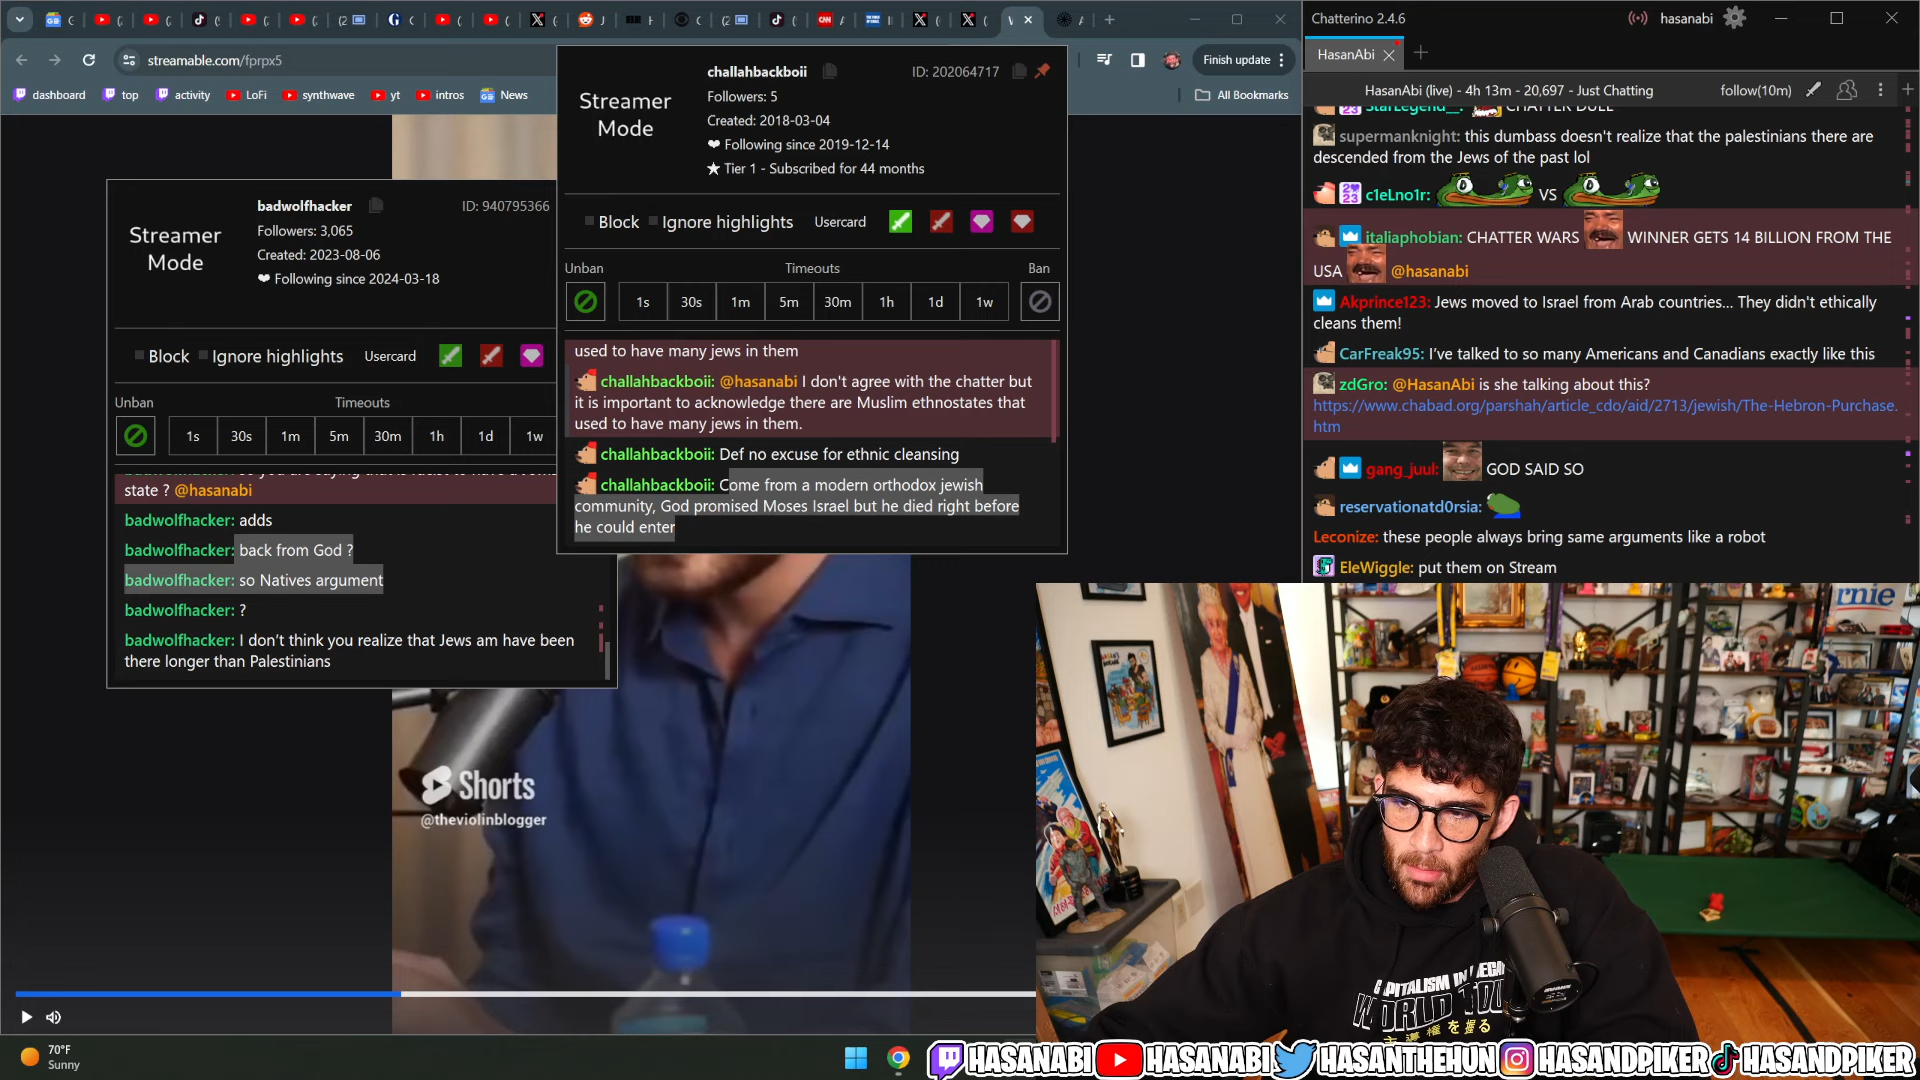 streamable.com/fprpx5
Finish update
dashboard
top
activity
LoFi
synthwave
yt
intros
News
All Bookmarks
Streamer
Mode
challahbackboii
ID: 202064717
Followers: 5
Created: 2018-03-04
Following since 2019-12-14
Tier 1 - Subscribed for 44 months
Block
Ignore highlights
Usercard
Unban
Timeouts
Ban
1s
30s
1m
5m
30m
1h
1d
1w
used to have many jews in them
challahbackboii: @hasanabi I don't agree with the chatter but
it is important to acknowledge there are Muslim ethnostates that
used to have many jews in them.
challahbackboii: Def no excuse for ethnic cleansing
challahbackboii: Come from a modern orthodox jewish
community, God promised Moses Israel but he died right before
he could enter
Streamer
Mode
badwolfhacker
ID: 940795366
Followers: 3,065
Created: 2023-08-06
Following since 2024-03-18
Block
Ignore highlights
Usercard
Unban
Timeouts
1s
30s
1m
5m
30m
1h
1d
1w
state ? @hasanabi
badwolfhacker: adds
badwolfhacker: back from God ?
badwolfhacker: so Natives argument
badwolfhacker: ?
badwolfhacker: I don't think you realize that Jews am have been
there longer than Palestinians
Shorts
@theviolinblogger
Chatterino 2.4.6
hasanabi
HasanAbi
HasanAbi (live) - 4h 13m - 20,697 - Just Chatting
follow(10m)
StarLegend__: CHATTER DUEL
supermanknight: this dumbass doesn't realize that the palestinians there are
descended from the Jews of the past lol
c1eLno1r: VS
italiaphobian: CHATTER WARS WINNER GETS 14 BILLION FROM THE
USA @hasanabi
Akprince123: Jews moved to Israel from Arab countries... They didn't ethically
cleans them!
CarFreak95: I've talked to so many Americans and Canadians exactly like this
zdGro: @HasanAbi is she talking about this?
https://www.chabad.org/parshah/article_cdo/aid/2713/jewish/The-Hebron-Purchase.
htm
gang_juul: GOD SAID SO
reservationatd0rsia:
Leconize: these people always bring same arguments like a robot
EleWiggle: put them on Stream
rnie
WORLD TOU
70°F
Sunny
HASANABI
HASANABI
HASANTHEHUN
HASANDPIKER
HASANDPIKER